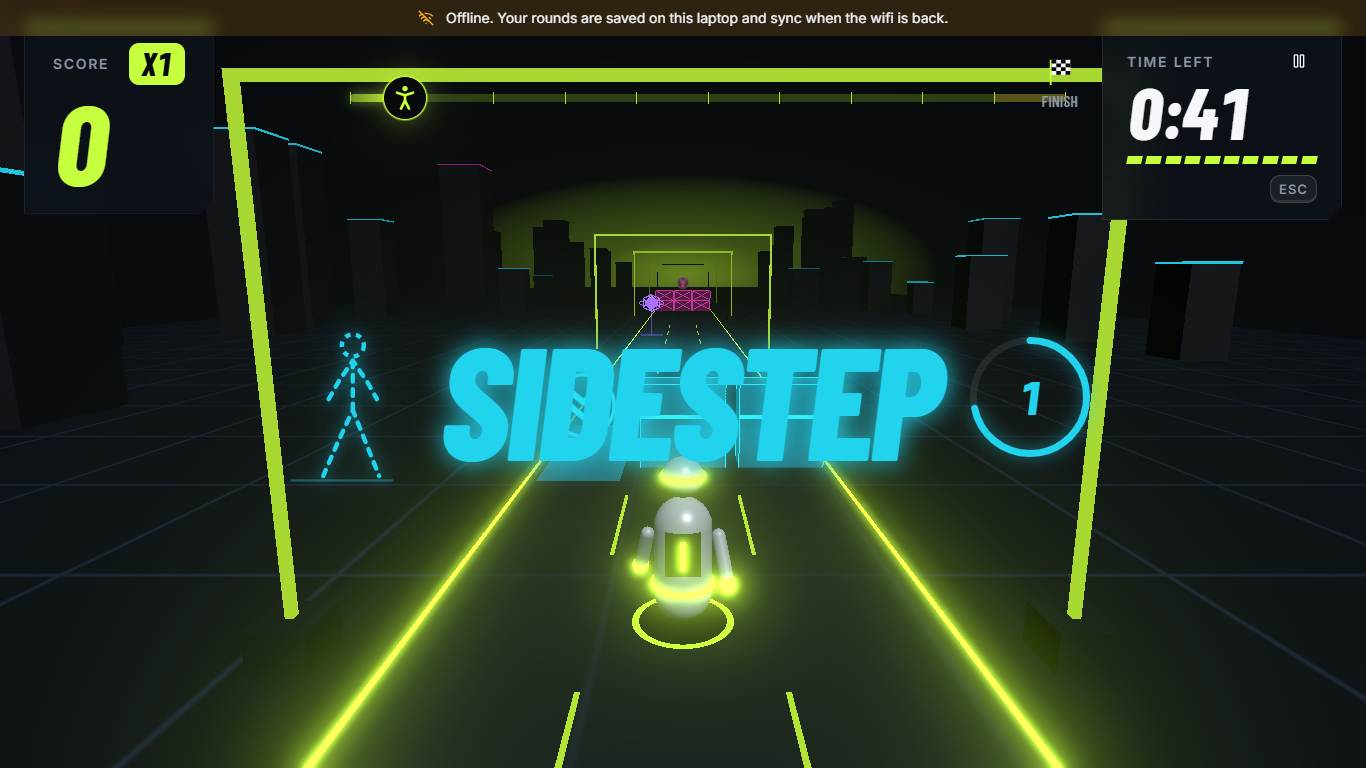 Offline. Your rounds are saved on this laptop and sync when the wifi is back.
SCORE X1
0
FINISH
TIME LEFT
0:41
ESC
SIDESTEP
1